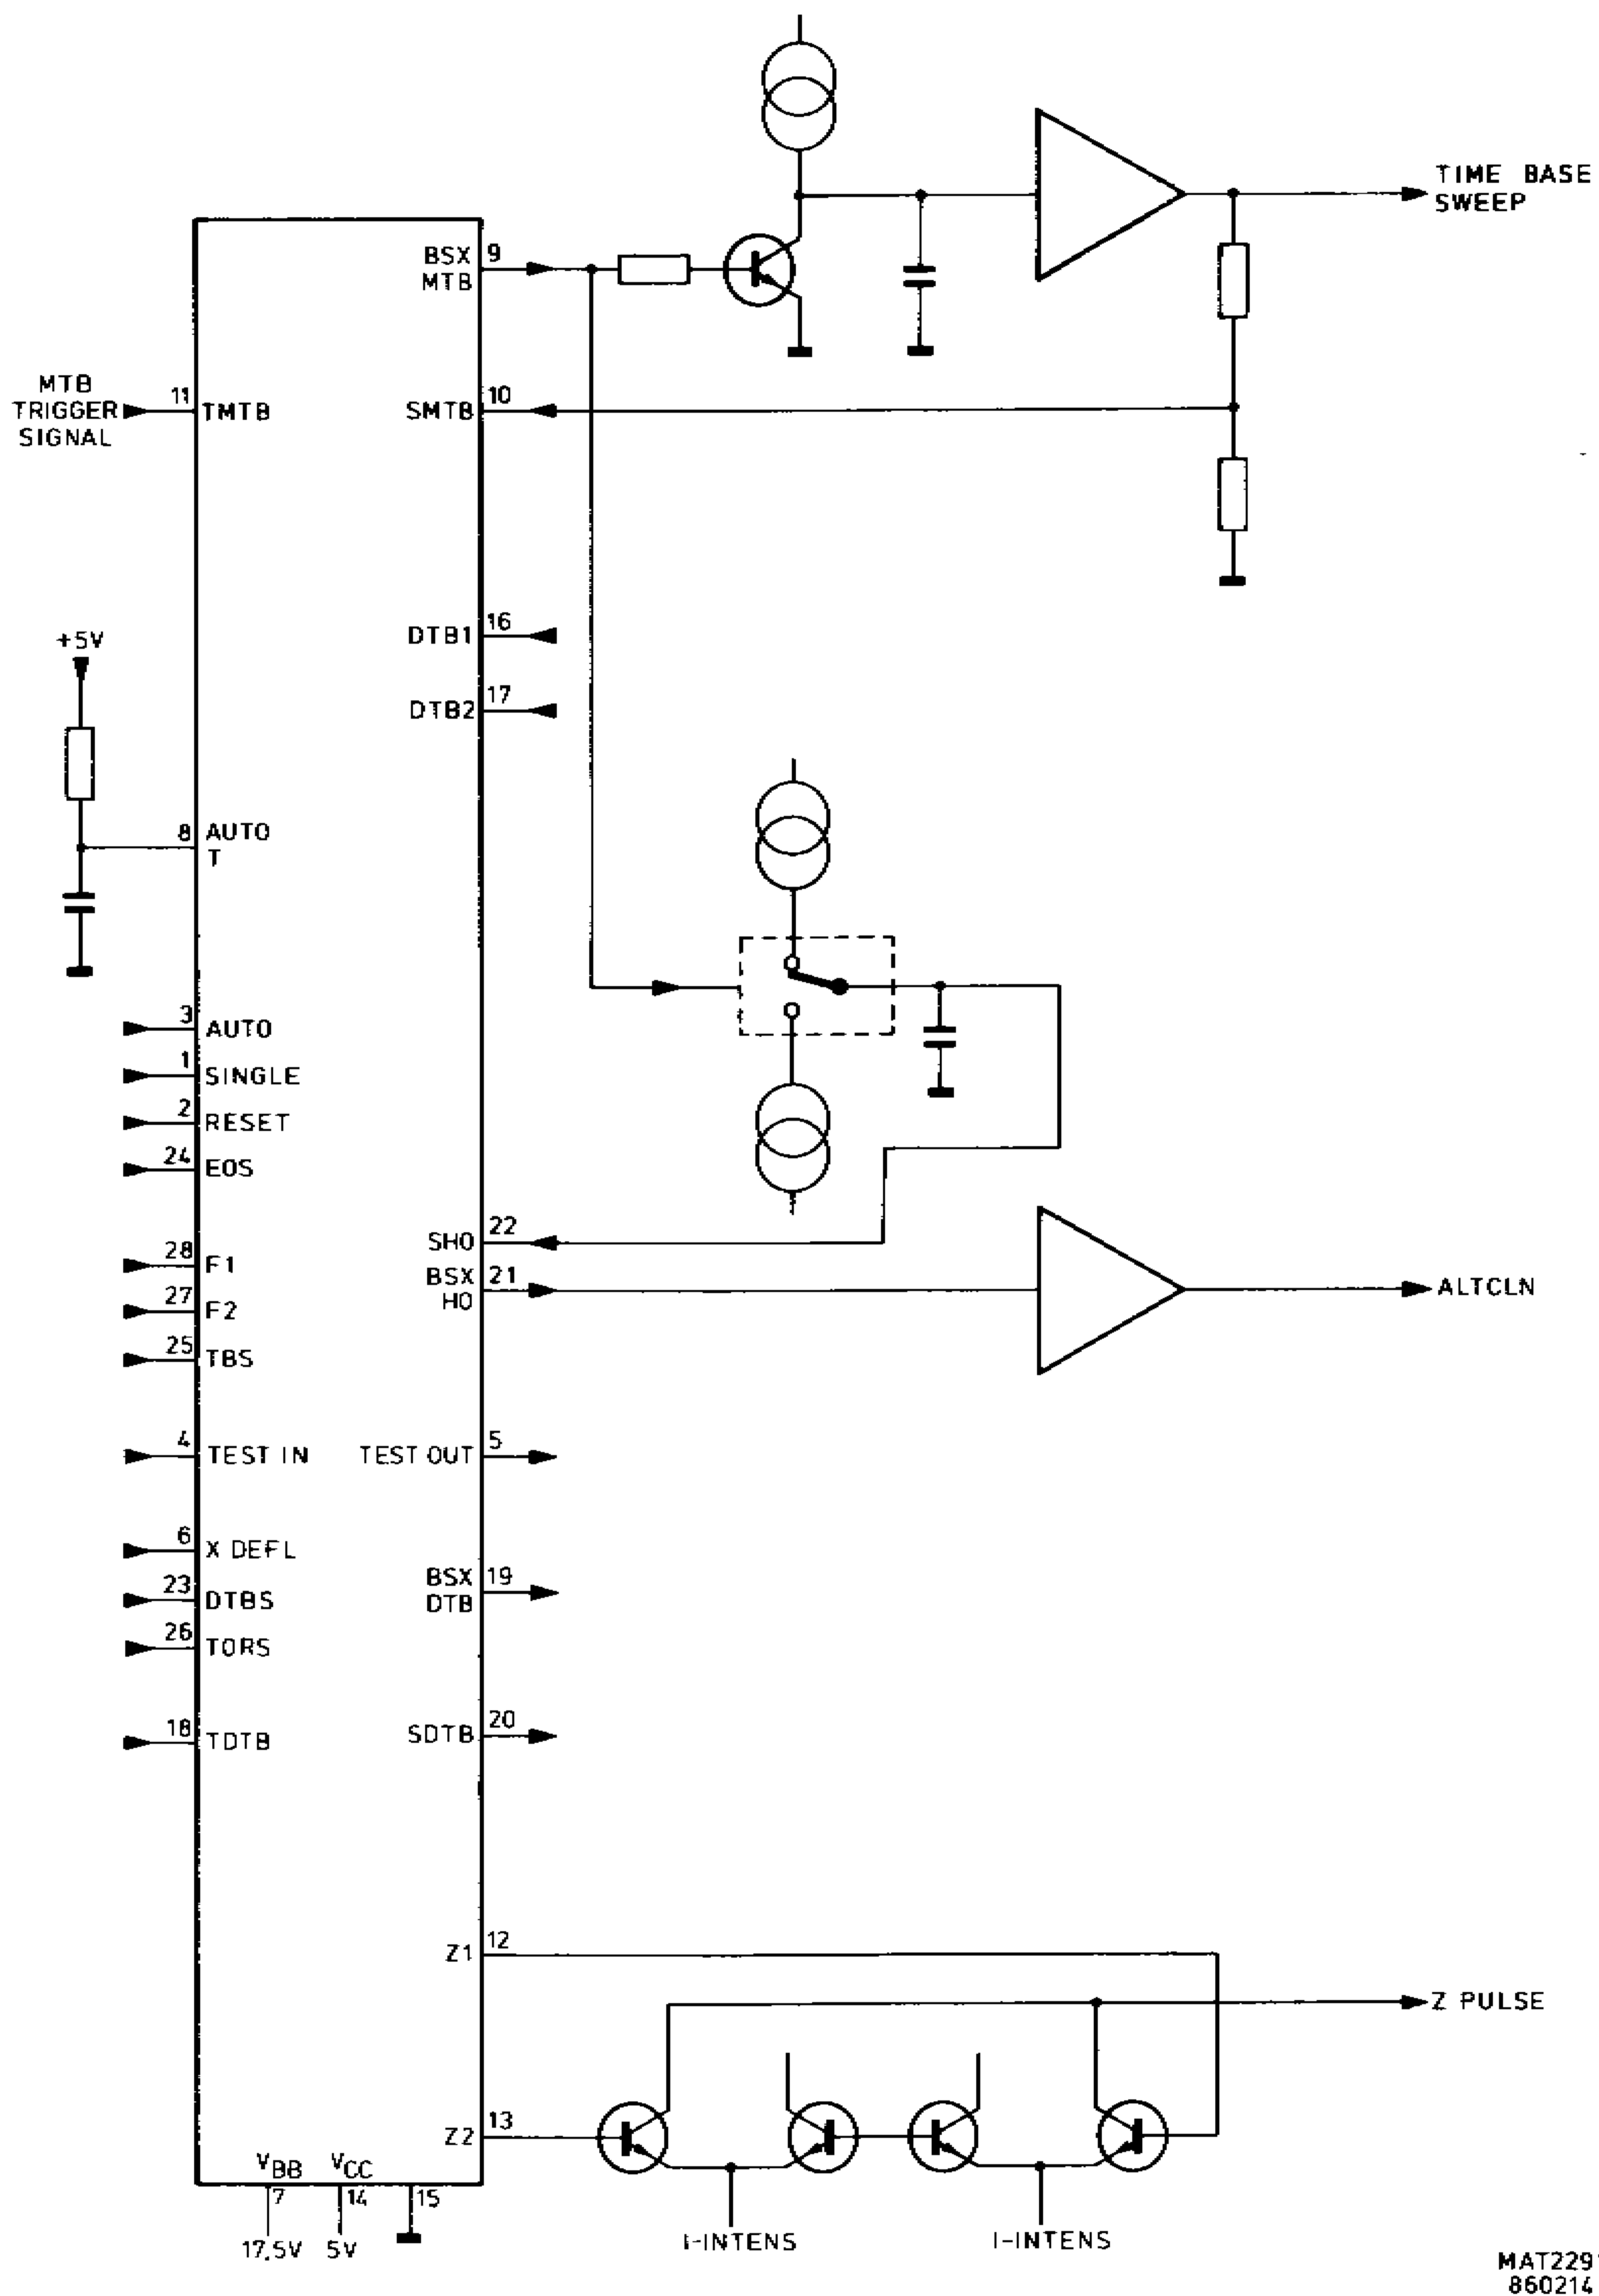 TIME BASE
SWEEP
BSX
9
MTB
MTB
TRIGGER
SIGNAL
11
TMTB
SMTB
10
+5V
DTB1
16
DTB2
17
8
AUTO
T
3
AUTO
1
SINGLE
2
RESET
24
EOS
SHO
22
28
F1
BSX
21
HO
ALTCLN
27
F2
25
TBS
4
TEST IN
TEST OUT
5
6
X DEFL
BSX
19
DTB
23
DTBS
26
TORS
18
TDTB
SDTB
20
Z1
12
Z PULSE
Z2
13
VBB
VCC
7
14
15
17,5V
5V
I-INTENS
I-INTENS
MAT229
860214